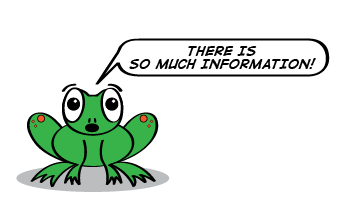 THERE IS
SO MUCH INFORMATION!